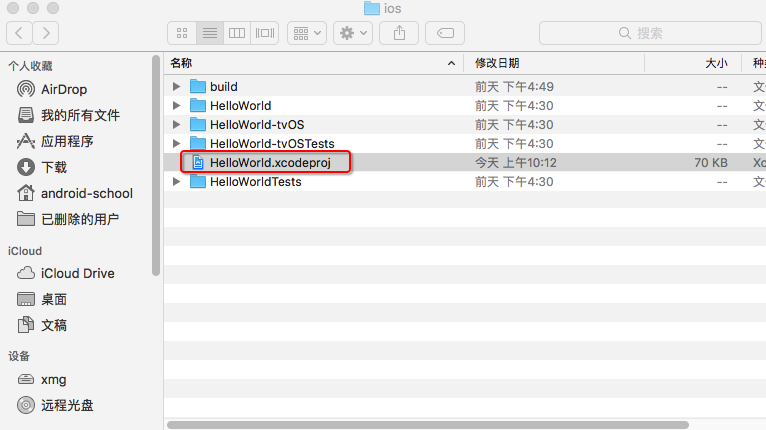 ios
搜索
个人收藏
AirDrop
我的所有文件
应用程序
下载
android-school
已删除的用户
iCloud
iCloud Drive
桌面
文稿
设备
xmg
远程光盘
名称 修改日期 大小 种
build 前天 下午4:49 -- 文
HelloWorld 前天 下午4:30 -- 文
HelloWorld-tvOS 前天 下午4:30 -- 文
HelloWorld-tvOSTests 前天 下午4:30 -- 文
HelloWorld.xcodeproj 今天 上午10:12 70 KB Xc
HelloWorldTests 前天 下午4:30 -- 文